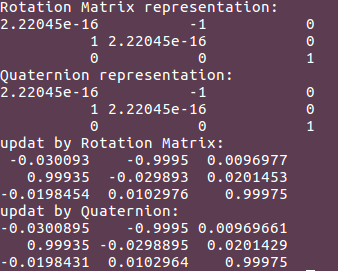 Rotation Matrix representation:
2.22045e-16 -1 0
1 2.22045e-16 0
0 0 1
Quaternion representation:
2.22045e-16 -1 0
1 2.22045e-16 0
0 0 1
updat by Rotation Matrix:
-0.030093 -0.9995 0.0096977
0.99935 -0.029893 0.0201453
-0.0198454 0.0102976 0.99975
updat by Quaternion:
-0.0300895 -0.9995 0.00969661
0.99935 -0.0298895 0.0201429
-0.0198431 0.0102964 0.99975